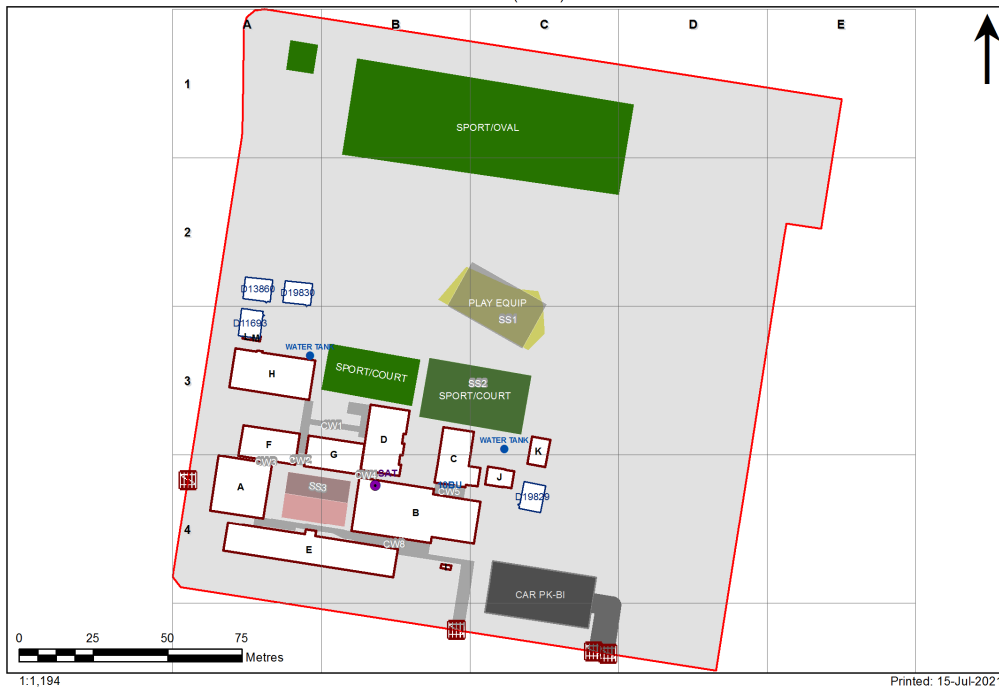 A
B
C
D
E
1
SPORT/OVAL
2
D13860
D19830
PLAY EQUIP
SS1
D11693
WATER TANK
H
SPORT/COURT
3
SS2
SPORT/COURT
CW1
D
WATER TANK
F
G
CW2
CW3
C
K
CW4
SAT
J
A
SS3
CW5
D19829
B
4
CW8
E
CAR PK-BI
0
25
50
75
Metres
1:1,194
Printed: 15-Jul-2021